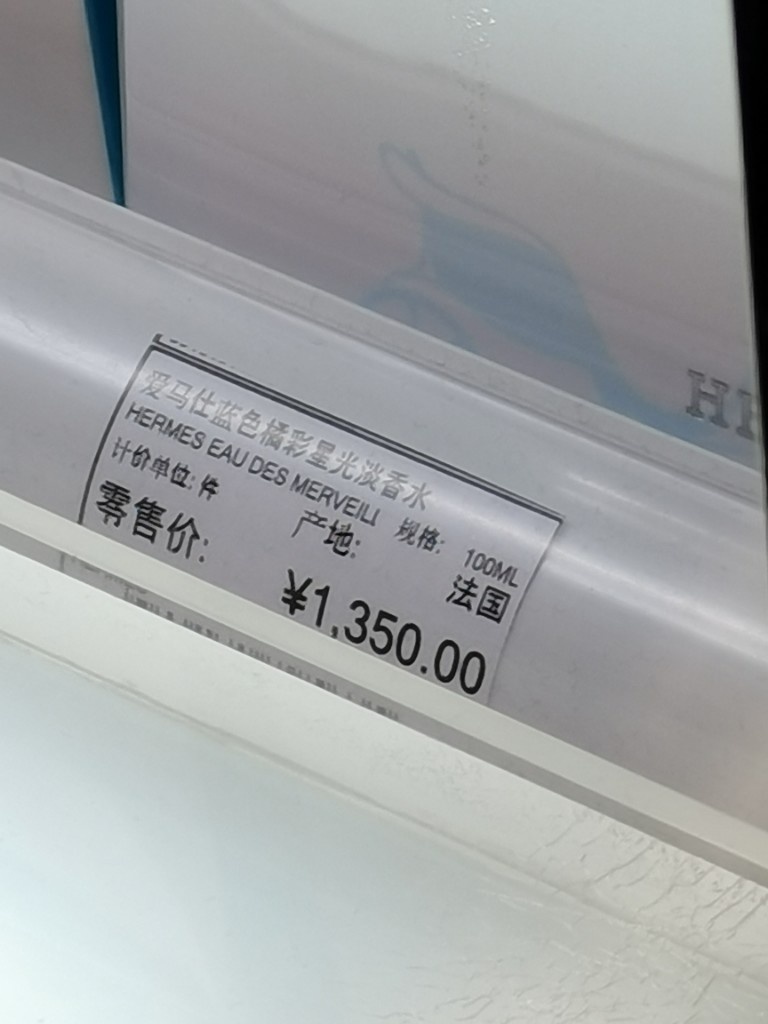 爱马仕蓝色橘彩星光淡香水
HERMES EAU DES MERVEILL
计价单位: 件 规格: 100ML
产地: 法国
零售价: ¥1,350.00